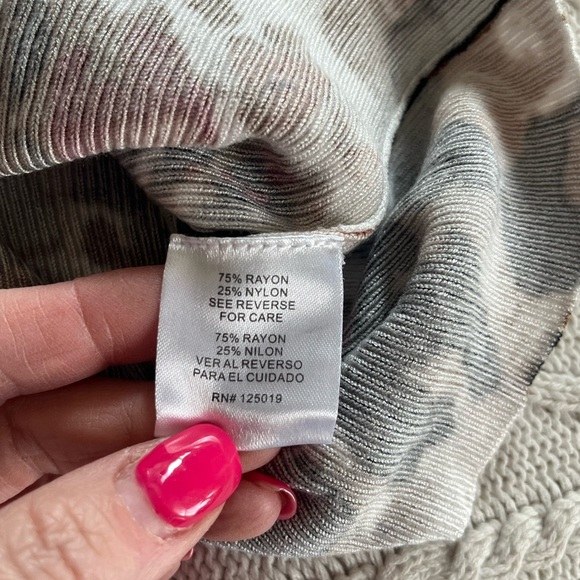 75% RAYON
25% NYLON
SEE REVERSE
FOR CARE
75% RAYON
25% NILON
VER AL REVERSO
PARA EL CUIDADO
RN# 125019